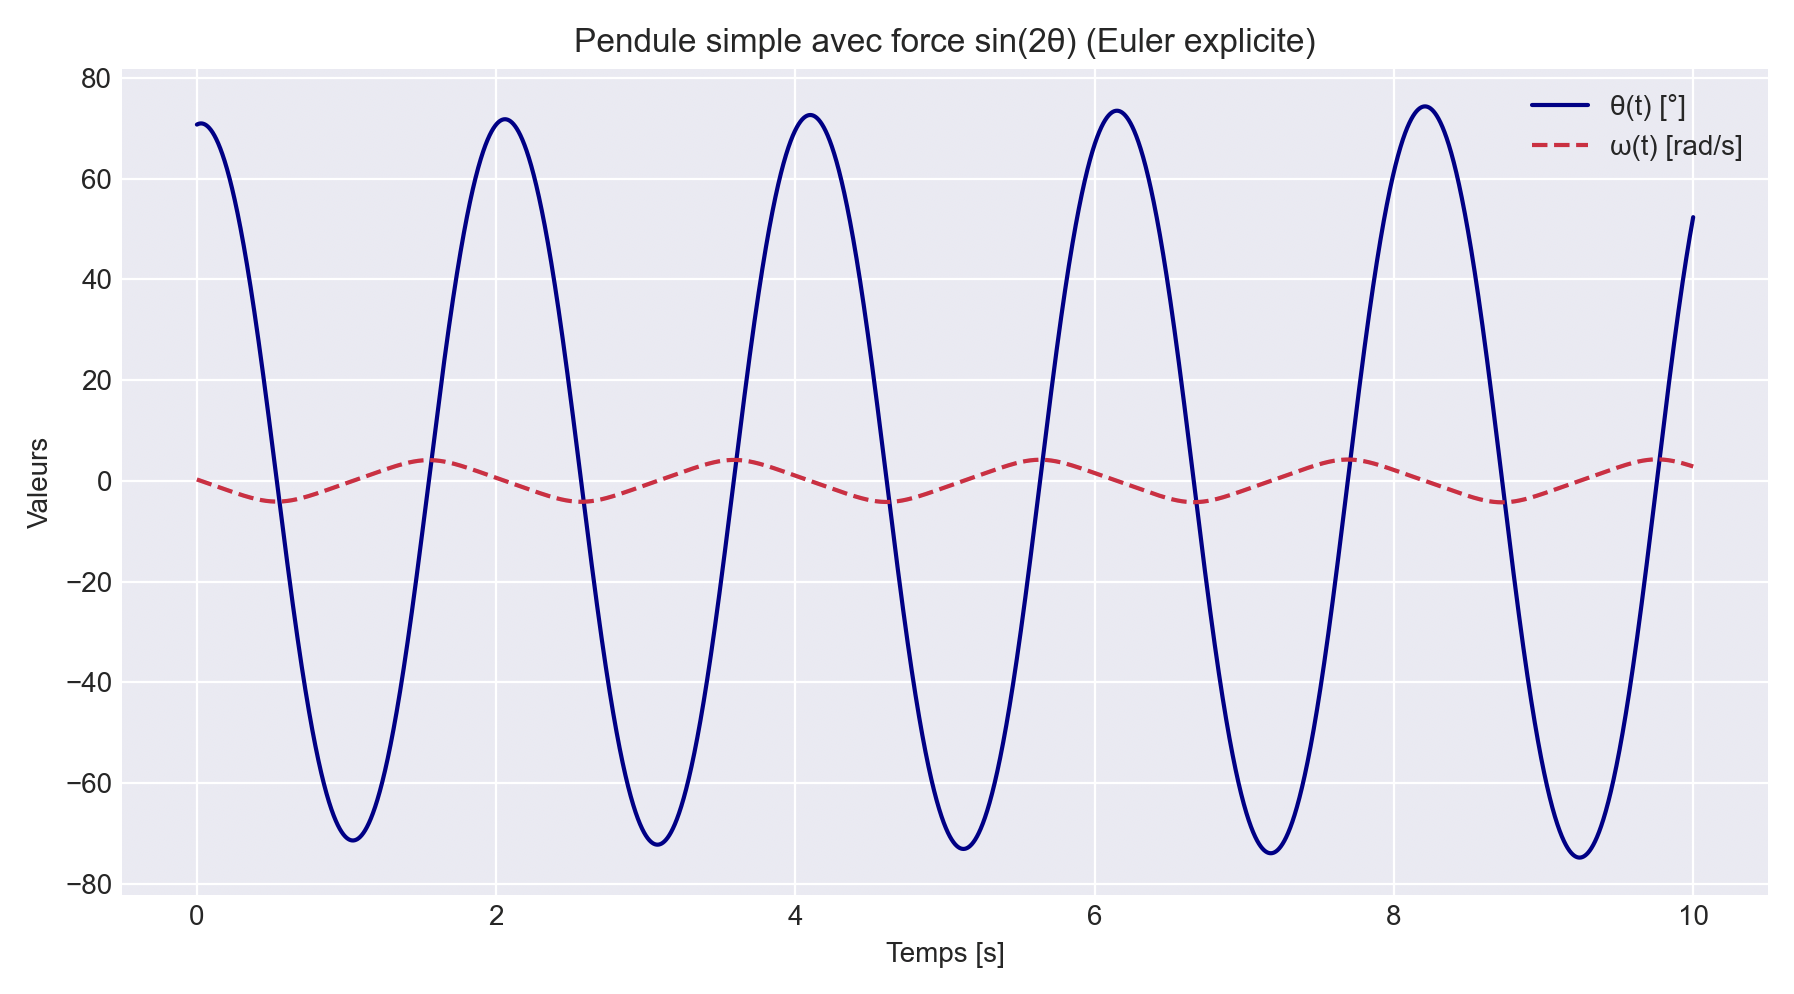 Pendule simple avec force sin(2θ) (Euler explicite)
80
60
40
20
0
−20
−40
−60
−80
Valeurs
θ(t) [°]
ω(t) [rad/s]
0 2 4 6 8 10
Temps [s]